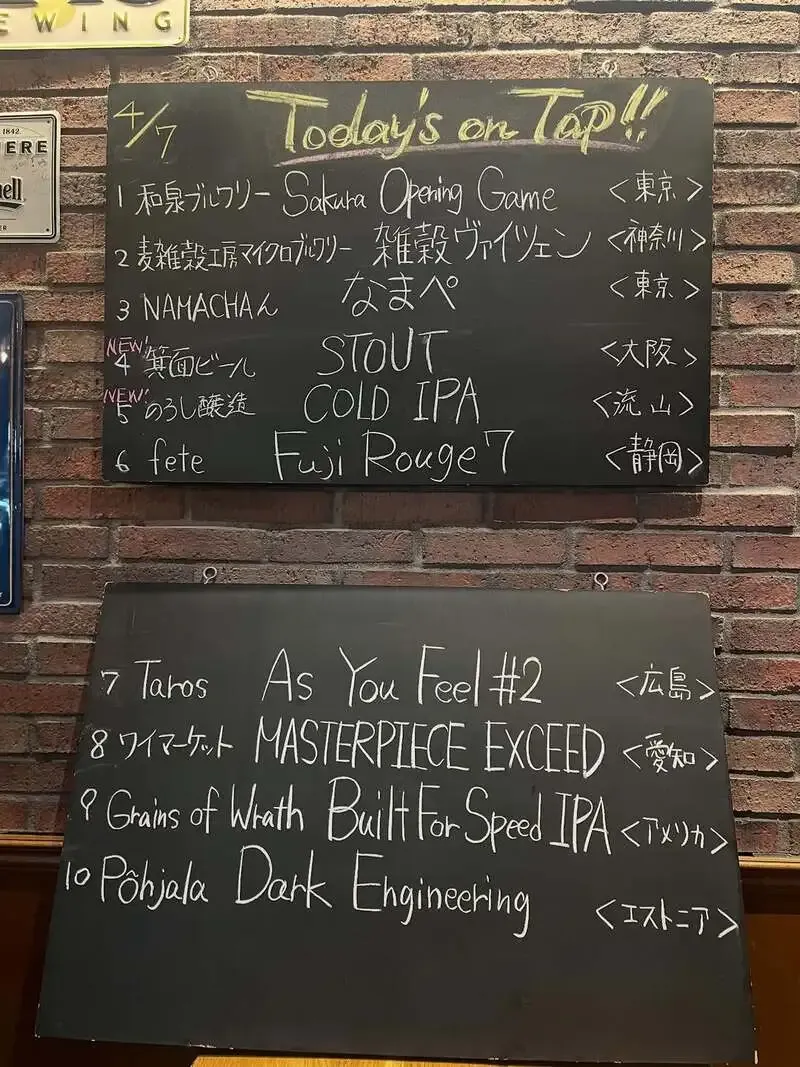 EWING
1842
ERE
ell
4/7 Today's on Tap!!
1 和泉ブルワリー Sakura Opening Game <東京>
2 麦雑穀工房マイクロブルワリー 雑穀ヴァイツェン <神奈川>
3 NAMACHAん なまぺ <東京>
NEW!
4 箕面ビール STOUT <大阪>
NEW!
5 のろし醸造 COLD IPA <流山>
6 fete Fuji Rouge 7 <静岡>
7 Taros As You Feel #2 <広島>
8 ワイマーケット MASTERPIECE EXCEED <愛知>
9 Grains of Wrath Built For Speed IPA <アメリカ>
10 Põhjala Dark Engineering <エストニア>